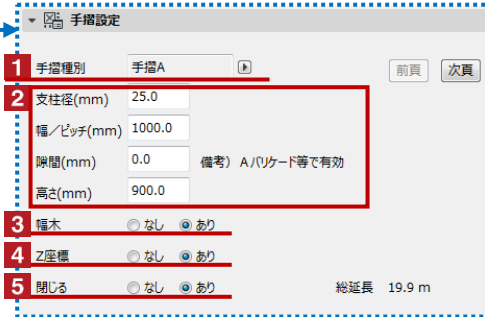 手摺設定
1 手摺種別 手摺A 前頁 次頁
2 支柱径(mm) 25.0
幅／ピッチ(mm) 1000.0
隙間(mm) 0.0 備考） Aバリケード等で有効
高さ(mm) 900.0
3 幅木 なし あり
4 Z座標 なし あり
5 閉じる なし あり 総延長 19.9 m